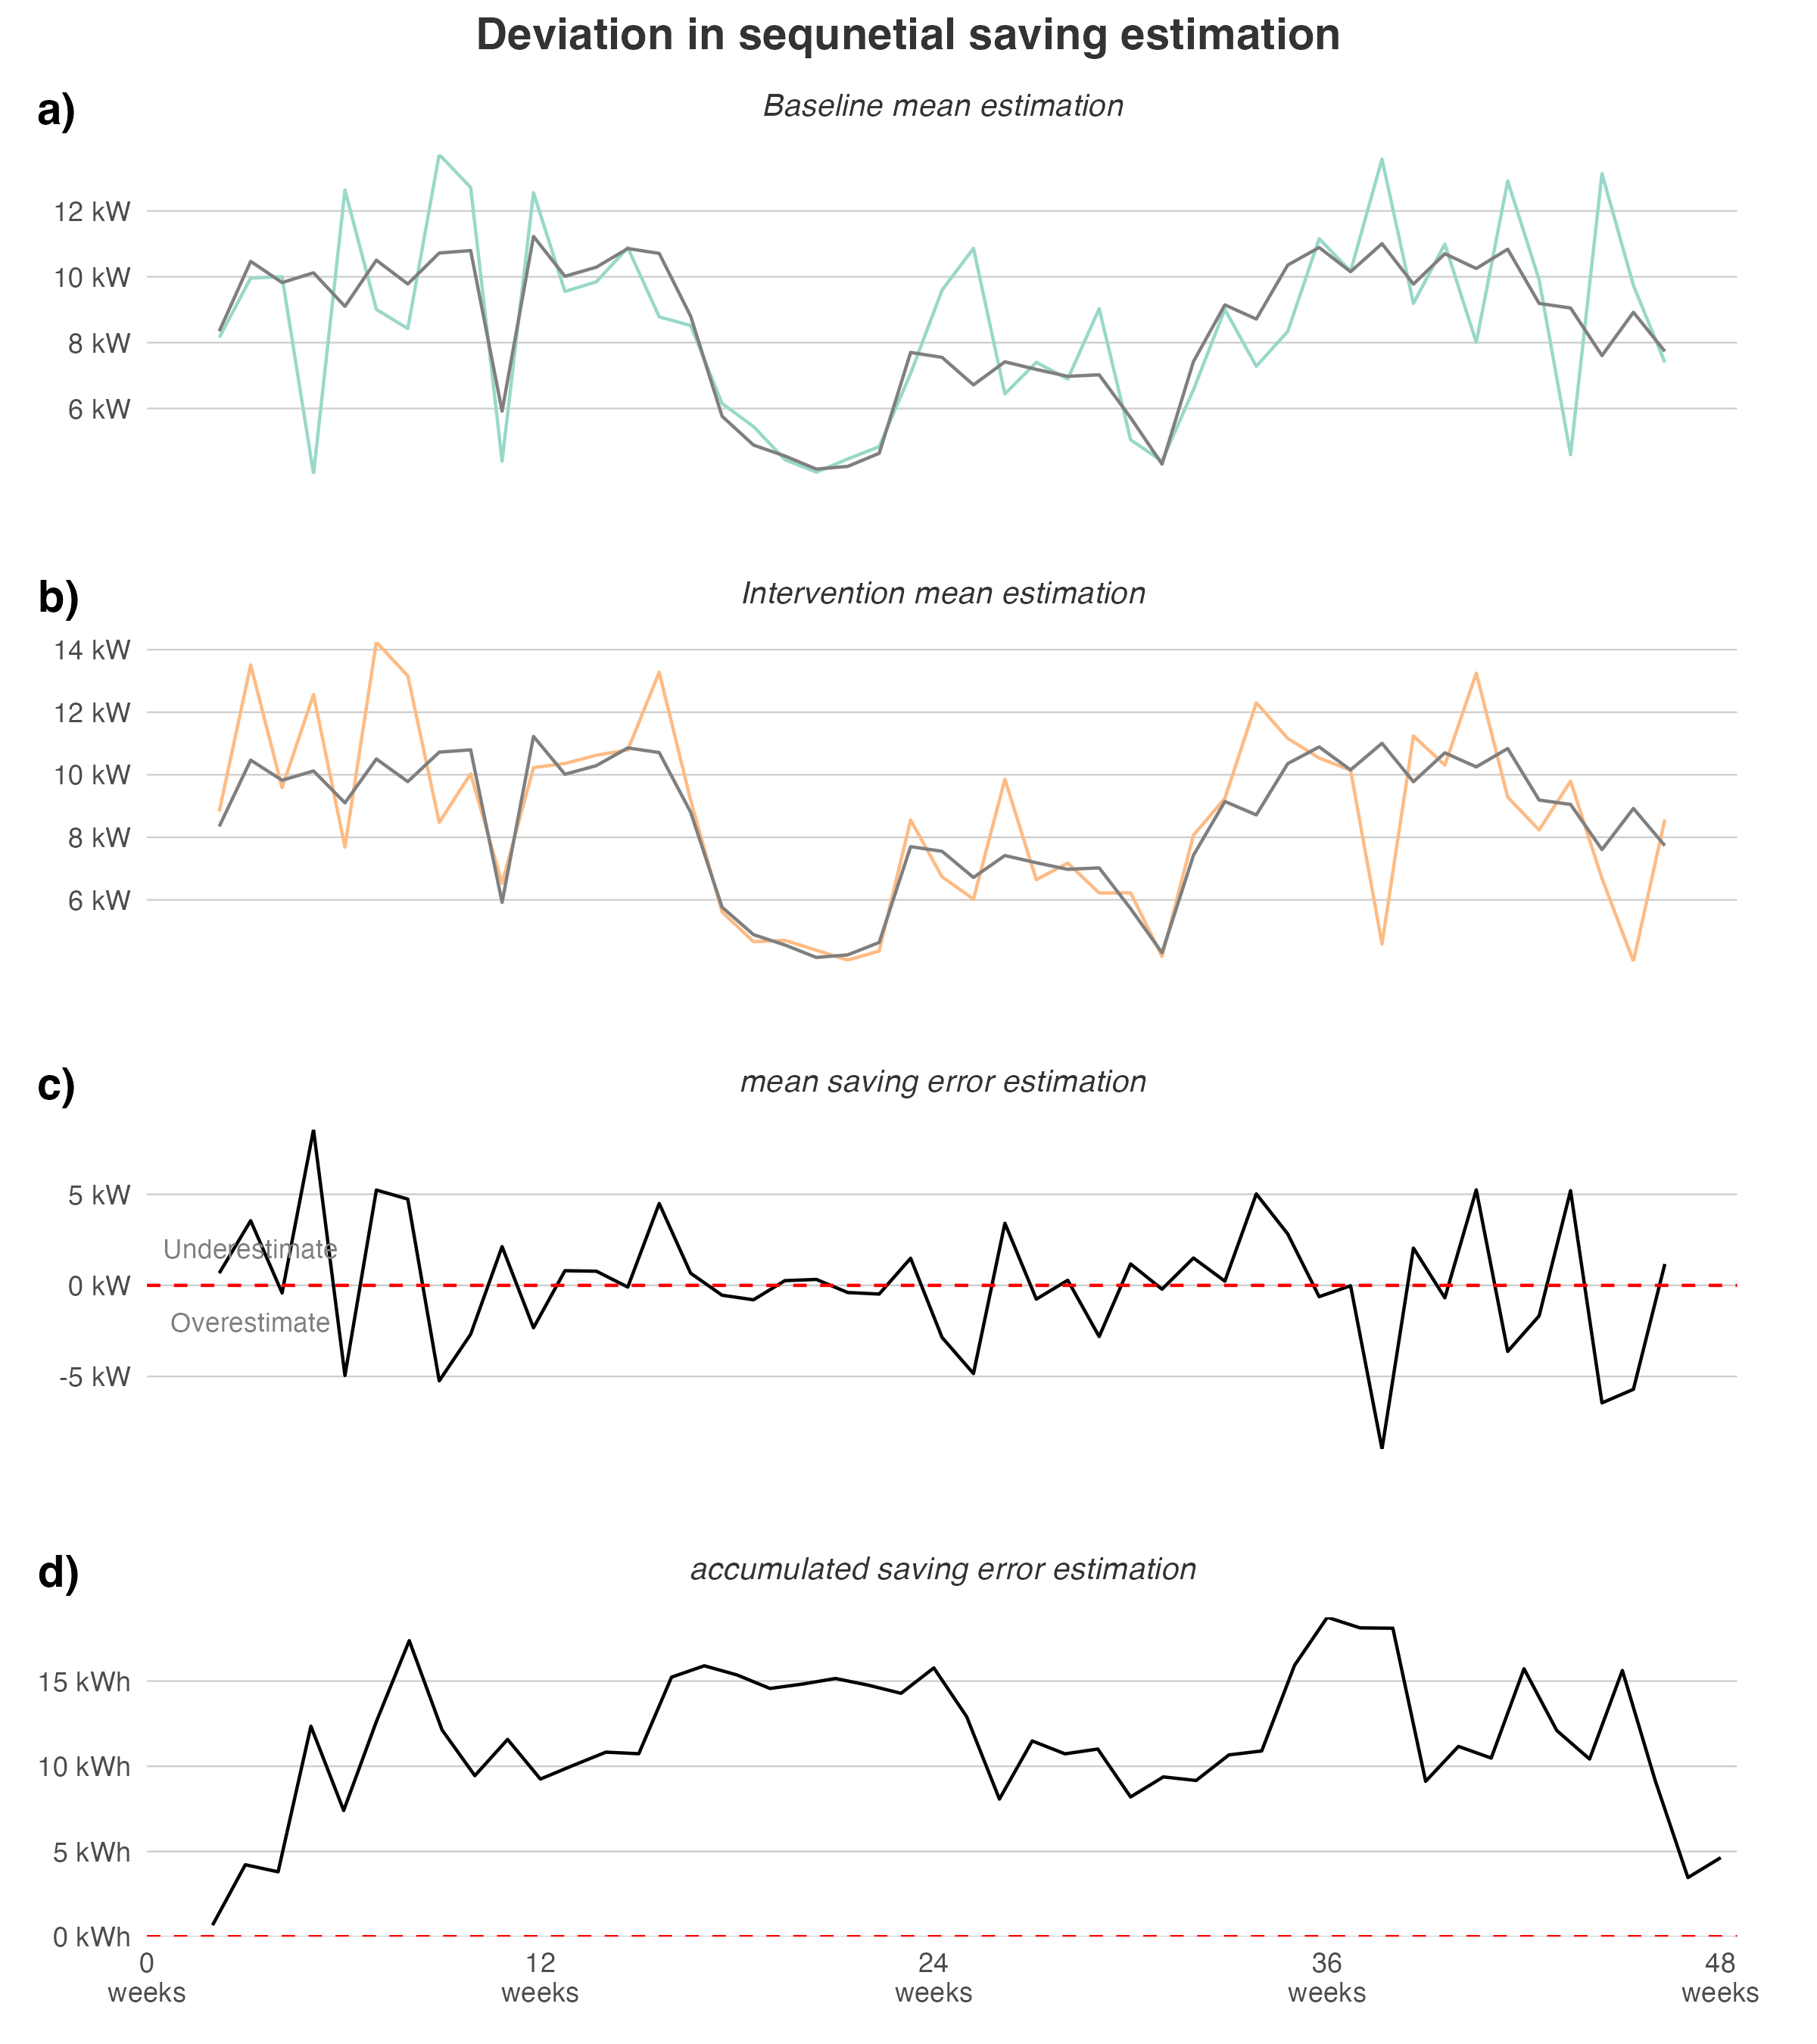 Deviation in sequnetial saving estimation
a)
Baseline mean estimation
12 kW
10 kW
8 kW
6 kW
b)
Intervention mean estimation
14 kW
12 kW
10 kW
8 kW
6 kW
c)
mean saving error estimation
5 kW
Underestimate
0 kW
Overestimate
-5 kW
d)
accumulated saving error estimation
15 kWh
10 kWh
5 kWh
0 kWh
0 12 24 36 48
weeks weeks weeks weeks weeks